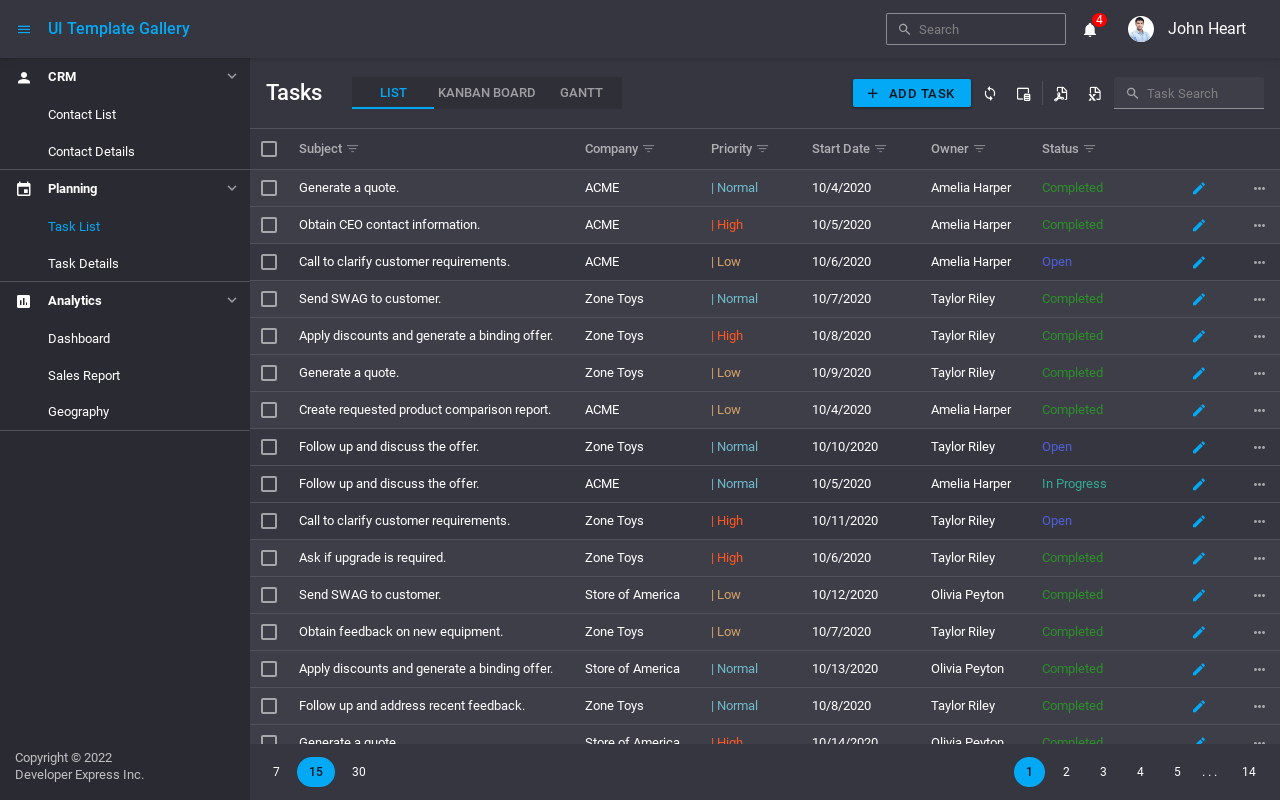 UI Template Gallery
Search
4
John Heart
CRM
Contact List
Contact Details
Planning
Task List
Task Details
Analytics
Dashboard
Sales Report
Geography
Copyright © 2022
Developer Express Inc.
Tasks
LIST KANBAN BOARD GANTT
ADD TASK
Task Search
Subject Company Priority Start Date Owner Status
Generate a quote. ACME | Normal 10/4/2020 Amelia Harper Completed
Obtain CEO contact information. ACME | High 10/5/2020 Amelia Harper Completed
Call to clarify customer requirements. ACME | Low 10/6/2020 Amelia Harper Open
Send SWAG to customer. Zone Toys | Normal 10/7/2020 Taylor Riley Completed
Apply discounts and generate a binding offer. Zone Toys | High 10/8/2020 Taylor Riley Completed
Generate a quote. Zone Toys | Low 10/9/2020 Taylor Riley Completed
Create requested product comparison report. ACME | Low 10/4/2020 Amelia Harper Completed
Follow up and discuss the offer. Zone Toys | Normal 10/10/2020 Taylor Riley Open
Follow up and discuss the offer. ACME | Normal 10/5/2020 Amelia Harper In Progress
Call to clarify customer requirements. Zone Toys | High 10/11/2020 Taylor Riley Open
Ask if upgrade is required. Zone Toys | High 10/6/2020 Taylor Riley Completed
Send SWAG to customer. Store of America | Low 10/12/2020 Olivia Peyton Completed
Obtain feedback on new equipment. Zone Toys | Low 10/7/2020 Taylor Riley Completed
Apply discounts and generate a binding offer. Store of America | Normal 10/13/2020 Olivia Peyton Completed
Follow up and address recent feedback. Zone Toys | Normal 10/8/2020 Taylor Riley Completed
Generate a quote. Store of America | High 10/14/2020 Olivia Peyton Completed
7 15 30
1 2 3 4 5 . . . 14